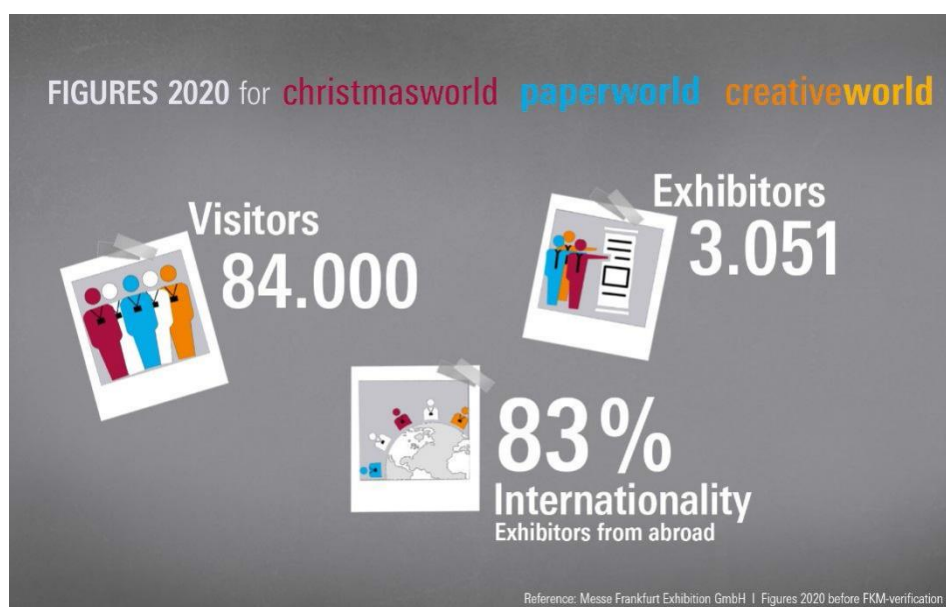 FIGURES 2020 for christmasworld paperworld creativeworld
Visitors
84.000
Exhibitors
3.051
83%
Internationality
Exhibitors from abroad
Reference: Messe Frankfurt Exhibition GmbH I Figures 2020 before FKM-verification